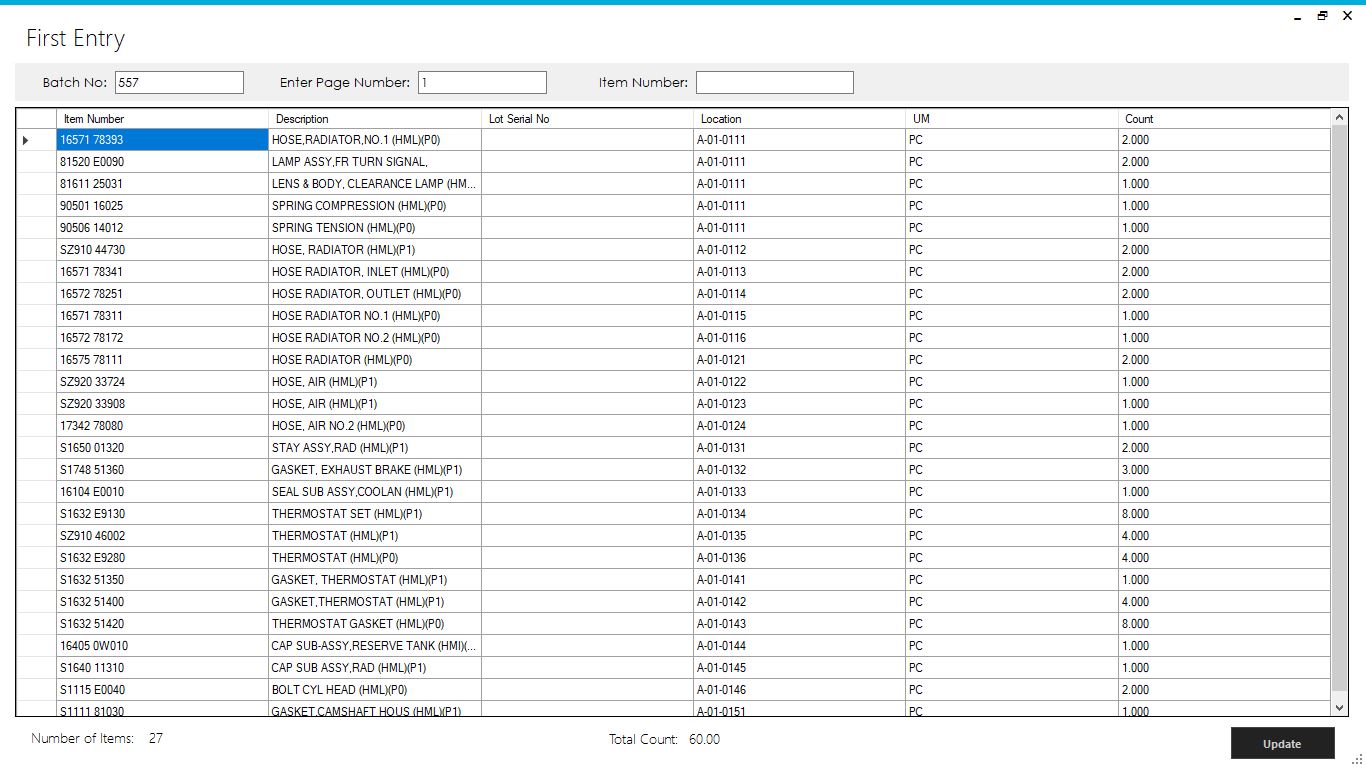 First Entry
Batch No: 557 Enter Page Number: 1 Item Number:
Item Number Description Lot Serial No Location UM Count
16571 78393 HOSE,RADIATOR,NO.1 (HML)(P0) A-01-0111 PC 2.000
81520 E0090 LAMP ASSY,FR TURN SIGNAL, A-01-0111 PC 2.000
81611 25031 LENS & BODY, CLEARANCE LAMP (HM... A-01-0111 PC 1.000
90501 16025 SPRING COMPRESSION (HML)(P0) A-01-0111 PC 1.000
90506 14012 SPRING TENSION (HML)(P0) A-01-0111 PC 1.000
SZ910 44730 HOSE, RADIATOR (HML)(P1) A-01-0112 PC 2.000
16571 78341 HOSE RADIATOR, INLET (HML)(P0) A-01-0113 PC 2.000
16572 78251 HOSE RADIATOR, OUTLET (HML)(P0) A-01-0114 PC 2.000
16571 78311 HOSE RADIATOR NO.1 (HML)(P0) A-01-0115 PC 1.000
16572 78172 HOSE RADIATOR NO.2 (HML)(P0) A-01-0116 PC 1.000
16575 78111 HOSE RADIATOR (HML)(P0) A-01-0121 PC 2.000
SZ920 33724 HOSE, AIR (HML)(P1) A-01-0122 PC 1.000
SZ920 33908 HOSE, AIR (HML)(P1) A-01-0123 PC 1.000
17342 78080 HOSE, AIR NO.2 (HML)(P0) A-01-0124 PC 1.000
S1650 01320 STAY ASSY,RAD (HML)(P1) A-01-0131 PC 2.000
S1748 51360 GASKET, EXHAUST BRAKE (HML)(P1) A-01-0132 PC 3.000
16104 E0010 SEAL SUB ASSY,COOLAN (HML)(P1) A-01-0133 PC 1.000
S1632 E9130 THERMOSTAT SET (HML)(P1) A-01-0134 PC 8.000
SZ910 46002 THERMOSTAT (HML)(P1) A-01-0135 PC 4.000
S1632 E9280 THERMOSTAT (HML)(P0) A-01-0136 PC 4.000
S1632 51350 GASKET, THERMOSTAT (HML)(P1) A-01-0141 PC 1.000
S1632 51400 GASKET,THERMOSTAT (HML)(P1) A-01-0142 PC 4.000
S1632 51420 THERMOSTAT GASKET (HML)(P0) A-01-0143 PC 8.000
16405 0W010 CAP SUB-ASSY,RESERVE TANK (HMl)(... A-01-0144 PC 1.000
S1640 11310 CAP SUB ASSY,RAD (HML)(P1) A-01-0145 PC 1.000
S1115 E0040 BOLT CYL HEAD (HML)(P0) A-01-0146 PC 2.000
S1111 81030 GASKET,CAMSHAFT HOUS (HML)(P1) A-01-0151 PC 1.000
Number of Items: 27 Total Count: 60.00 Update